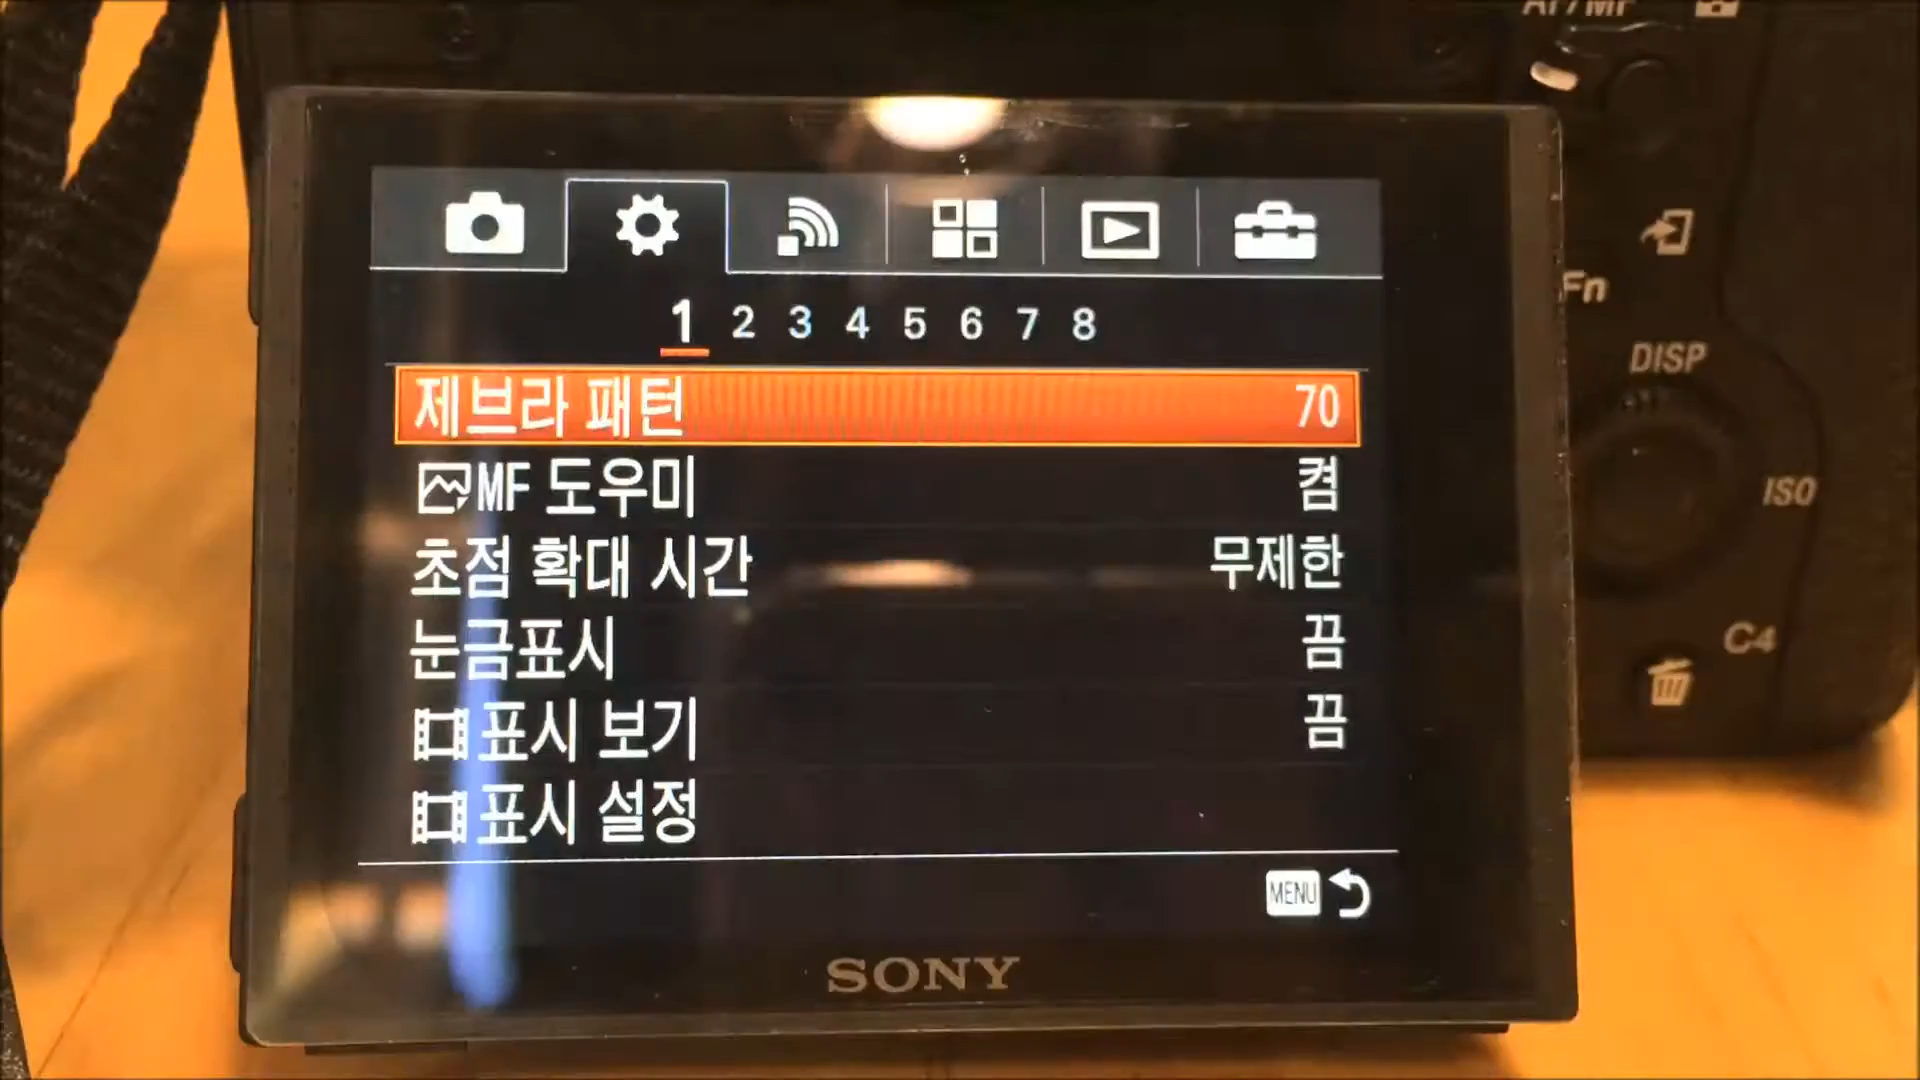 AF/MF
1 2 3 4 5 6 7 8
제브라 패턴 70
MF 도우미 켬
초점 확대 시간 무제한
눈금표시 끔
표시 보기 끔
표시 설정
MENU
SONY
Fn
DISP
ISO
C4